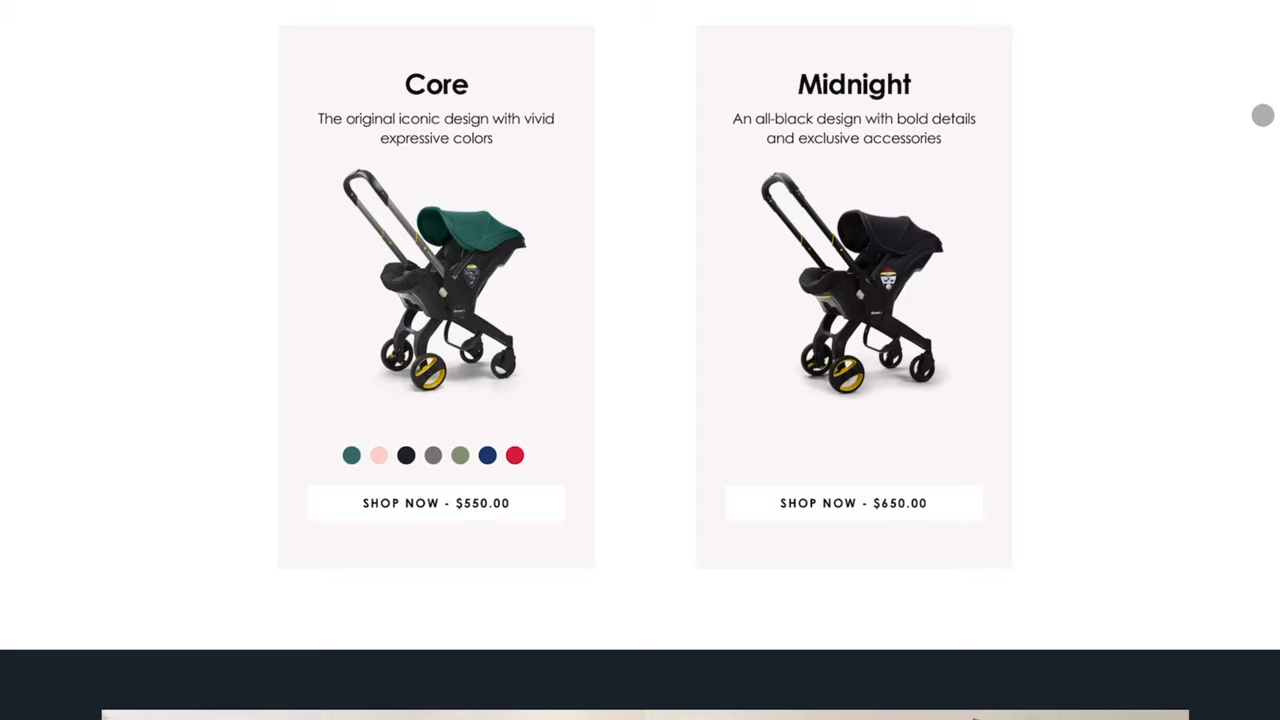 Core
The original iconic design with vivid
expressive colors
SHOP NOW - $550.00
Midnight
An all-black design with bold details
and exclusive accessories
SHOP NOW - $650.00